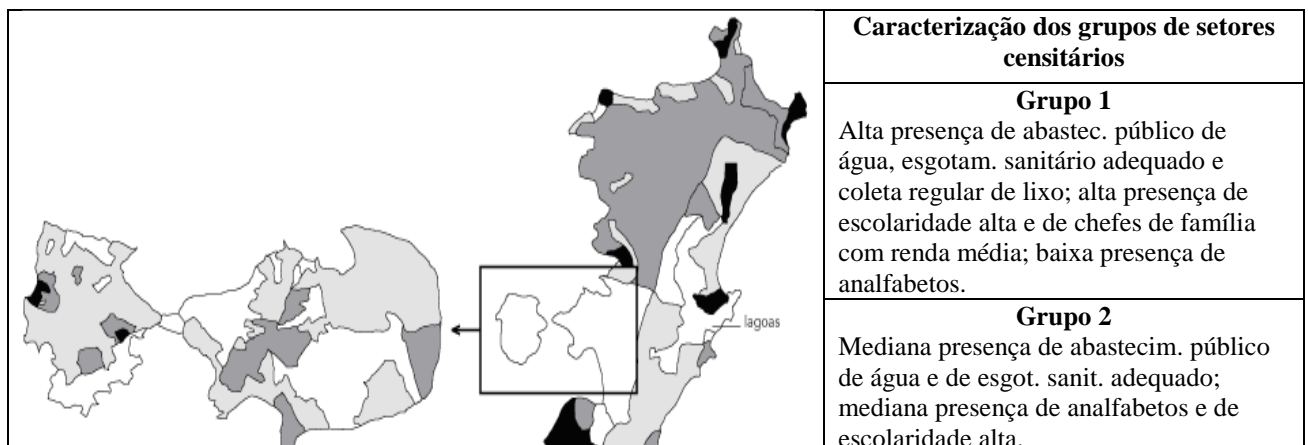 lagoas
Caracterização dos grupos de setores
censitários
Grupo 1
Alta presença de abastec. público de
água, esgotam. sanitário adequado e
coleta regular de lixo; alta presença de
escolaridade alta e de chefes de família
com renda média; baixa presença de
analfabetos.
Grupo 2
Mediana presença de abastecim. público
de água e de esgot. sanit. adequado;
mediana presença de analfabetos e de
escolaridade alta.